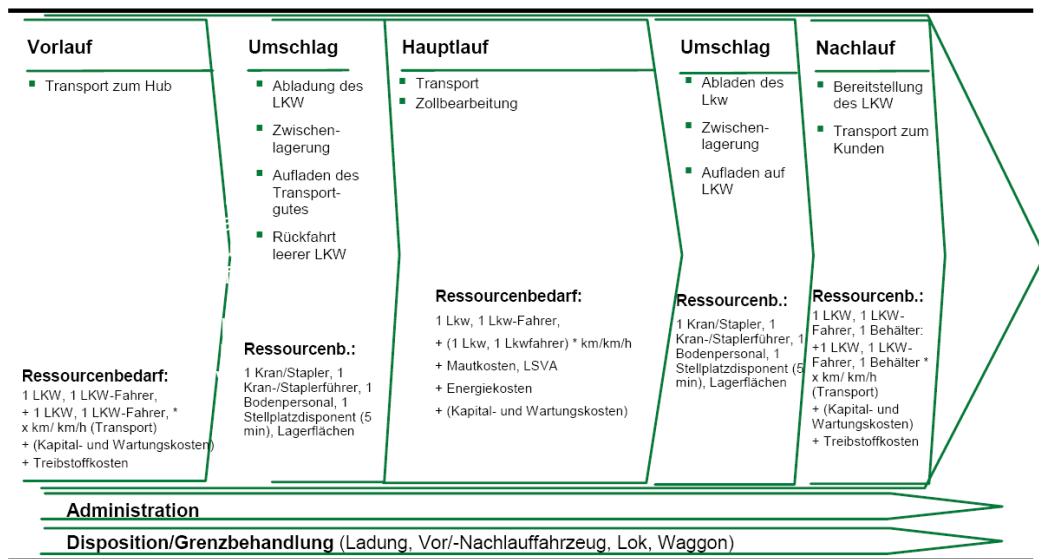 Vorlauf
▪ Transport zum Hub
Ressourcenbedarf:
1 LKW, 1 LKW-Fahrer,
+ 1 LKW, 1 LKW-Fahrer, *
x km/ km/h (Transport)
+ (Kapital- und Wartungskosten)
+ Treibstoffkosten
Umschlag
▪ Abladung des
LKW
▪ Zwischen-
lagerung
▪ Aufladen des
Transport-
gutes
▪ Rückfahrt
leerer LKW
Ressourcenb.:
1 Kran/Stapler, 1
Kran-/Staplerführer, 1
Bodenpersonal, 1
Stellplatzdisponent (5
min), Lagerflächen
Hauptlauf
▪ Transport
▪ Zollbearbeitung
Ressourcenbedarf:
1 Lkw, 1 Lkw-Fahrer,
+ (1 Lkw, 1 Lkwfahrer) * km/km/h
+ Mautkosten, LSVA
+ Energiekosten
+ (Kapital- und Wartungskosten)
Umschlag
▪ Abladen des
Lkw
▪ Zwischen-
lagerung
▪ Aufladen auf
LKW
Ressourcenb.:
1 Kran/Stapler, 1
Kran-/Staplerführer, 1
Bodenpersonal, 1
Stellplatzdisponent (5
min), Lagerflächen
Nachlauf
▪ Bereitstellung
des LKW
▪ Transport zum
Kunden
Ressourcenb.:
1 LKW, 1 LKW-
Fahrer, 1 Behälter:
+1 LKW, 1 LKW-
Fahrer, 1 Behälter *
x km/ km/h
(Transport)
+ (Kapital- und
Wartungskosten)
+ Treibstoffkosten
Administration
Disposition/Grenzbehandlung (Ladung, Vor/-Nachlauffahrzeug, Lok, Waggon)